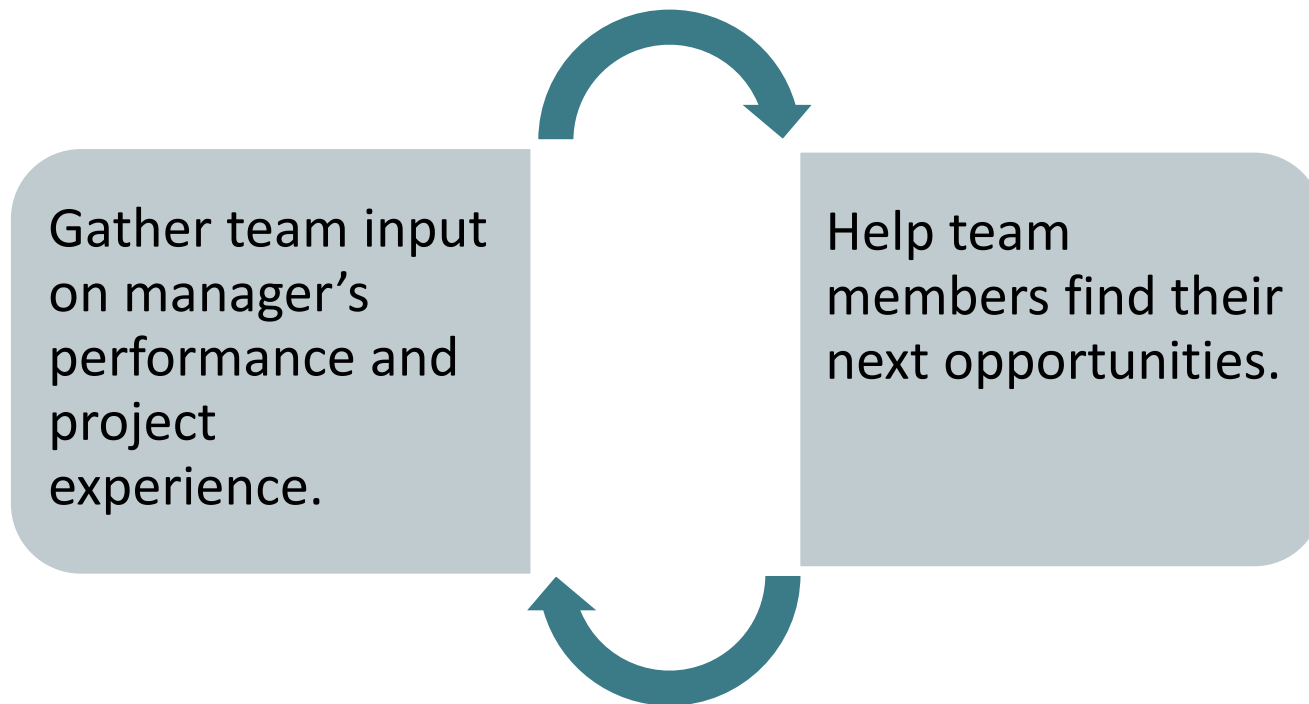 Gather team input
on manager’s
performance and
project
experience.
Help team
members find their
next opportunities.